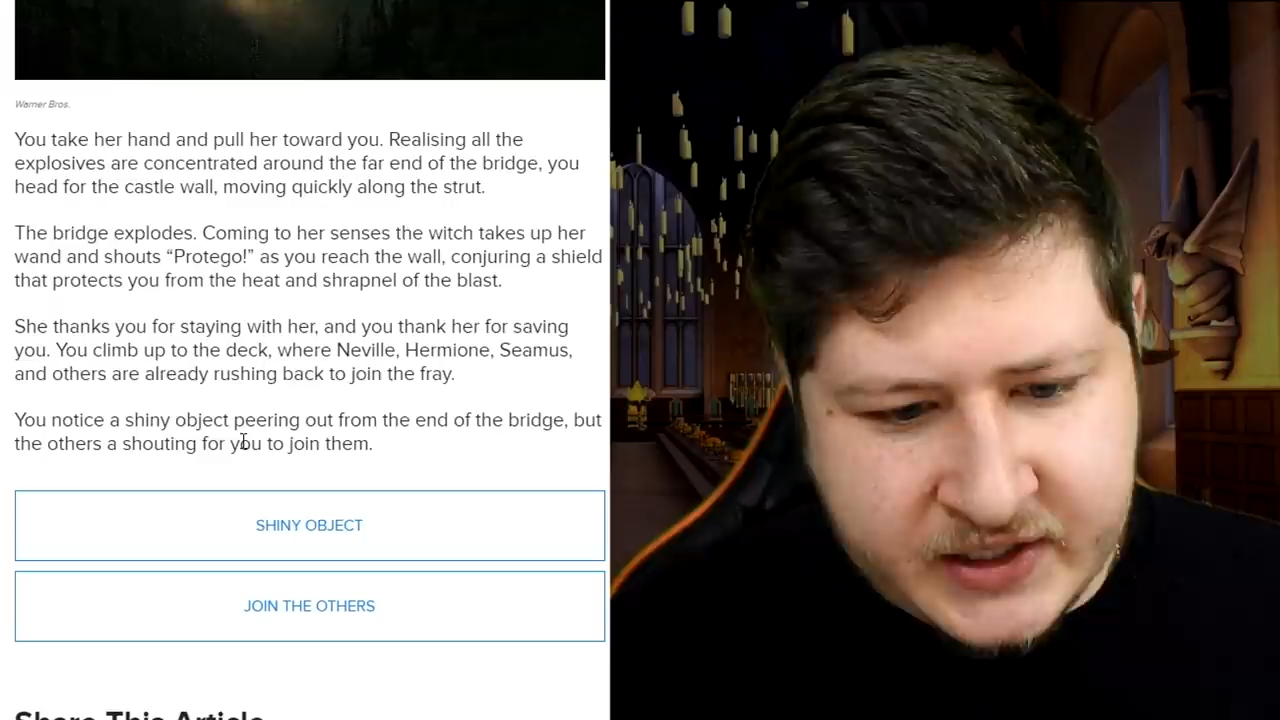 Warner Bros.
You take her hand and pull her toward you. Realising all the
explosives are concentrated around the far end of the bridge, you
head for the castle wall, moving quickly along the strut.
The bridge explodes. Coming to her senses the witch takes up her
wand and shouts “Protego!” as you reach the wall, conjuring a shield
that protects you from the heat and shrapnel of the blast.
She thanks you for staying with her, and you thank her for saving
you. You climb up to the deck, where Neville, Hermione, Seamus,
and others are already rushing back to join the fray.
You notice a shiny object peering out from the end of the bridge, but
the others a shouting for you to join them.
SHINY OBJECT
JOIN THE OTHERS
Share This Article